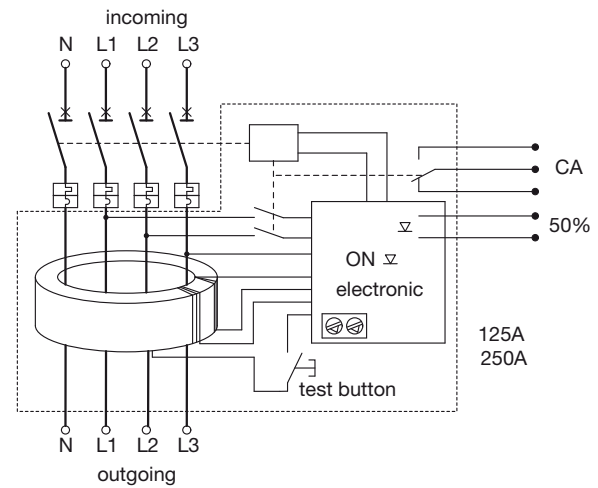 incoming
N L1 L2 L3
CA
50%
ON
electronic
125A
250A
test button
N L1 L2 L3
outgoing